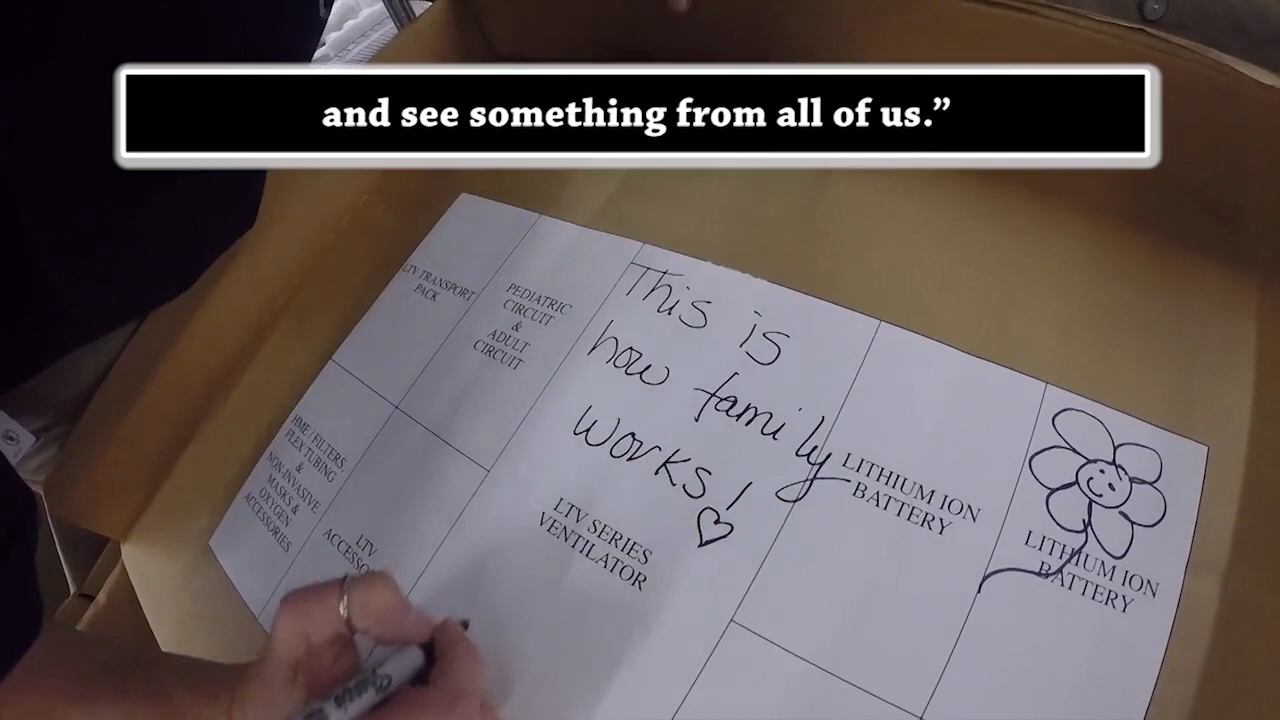 and see something from all of us.”
LTV TRANSPORT
PACK
PEDIATRIC
CIRCUIT
&
ADULT
CIRCUIT
This is
how family
works!
LITHIUM ION
BATTERY
LITHIUM ION
BATTERY
LTV SERIES
VENTILATOR
HME / FILTERS
FLEX TUBING
&
NON-INVASIVE
MASKS &
OXYGEN
ACCESSORIES
LTV